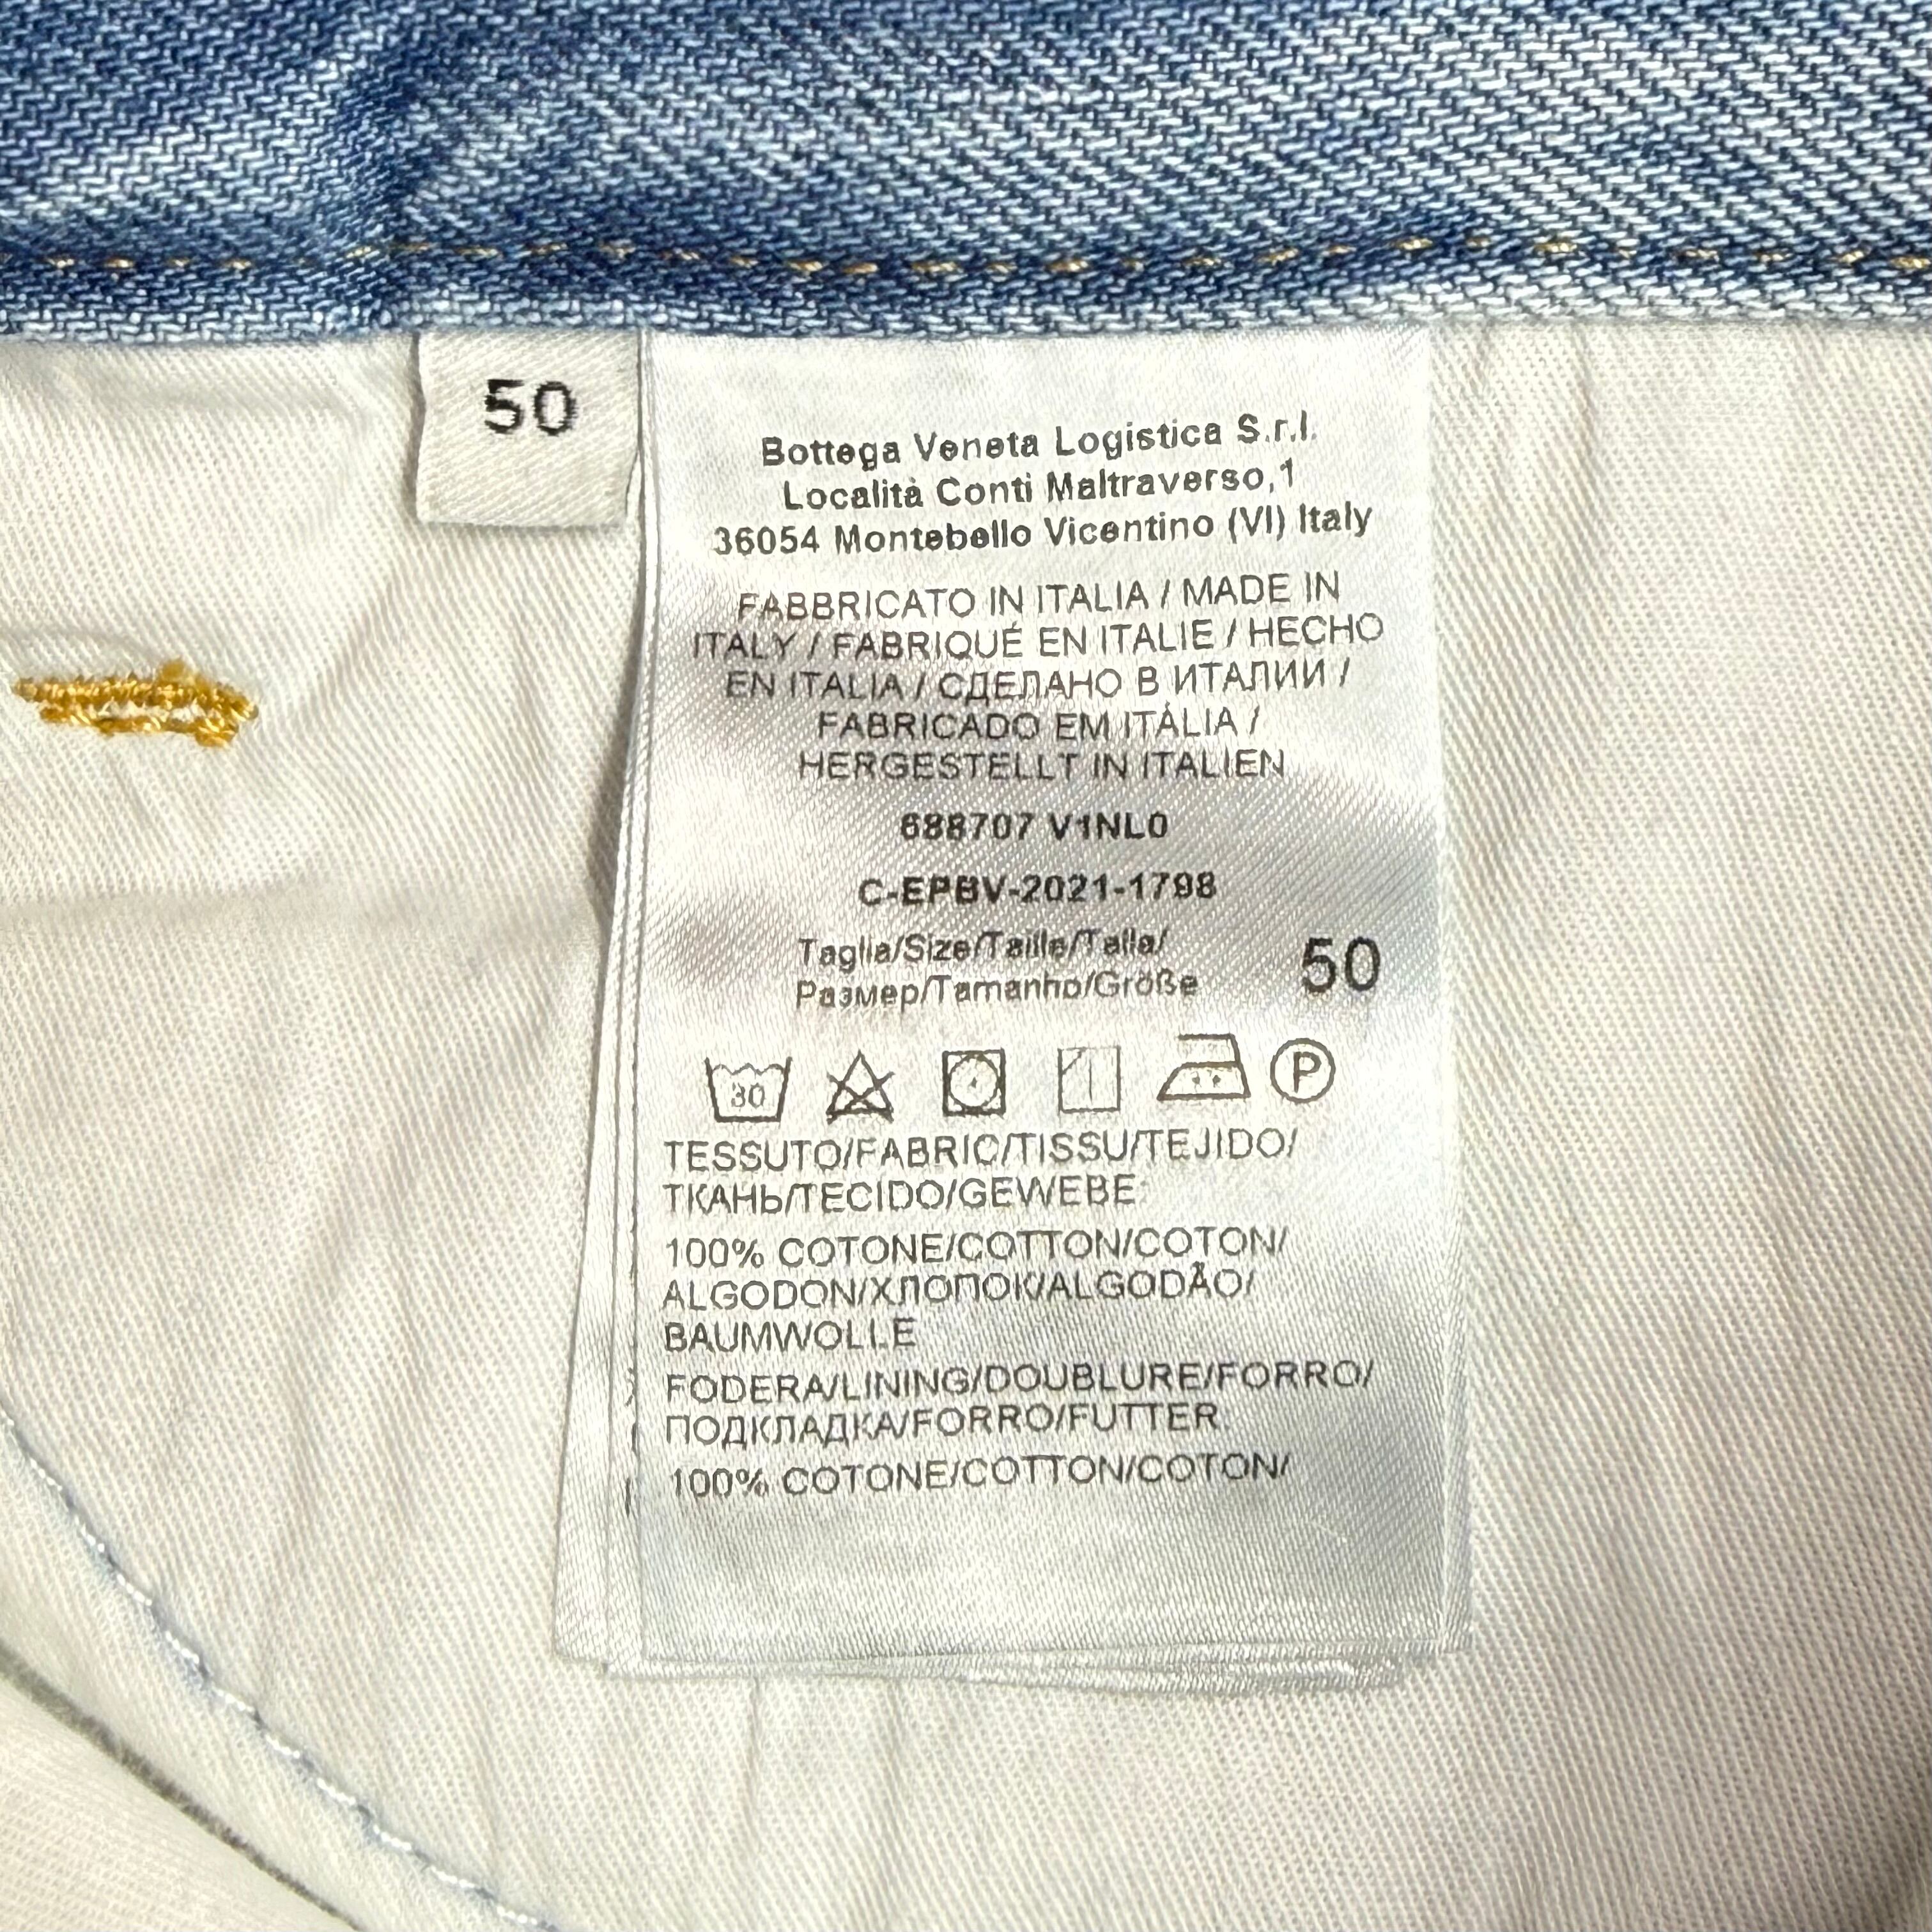 50
Bottega Veneta Logistica S.r.l.
Località Conti Maltraverso,1
36054 Montebello Vicentino (VI) Italy
FABBRICATO IN ITALIA / MADE IN
ITALY / FABRIQUÉ EN ITALIE / HECHO
EN ITALIA / СДЕЛАНО В ИТАЛИИ /
FABRICADO EM ITÁLIA /
HERGESTELLT IN ITALIEN
688707 V1NL0
C-EPBV-2021-1798
Taglia/Size/Taille/Talla/
Размер/Tamanho/Größe 50
30 P
TESSUTO/FABRIC/TISSU/TEJIDO/
ТКАНЬ/TECIDO/GEWEBE:
100% COTONE/COTTON/COTON/
ALGODON/ХЛОПОК/ALGODÃO/
BAUMWOLLE
FODERA/LINING/DOUBLURE/FORRO/
ПОДКЛАДКА/FORRO/FUTTER:
100% COTONE/COTTON/COTON/